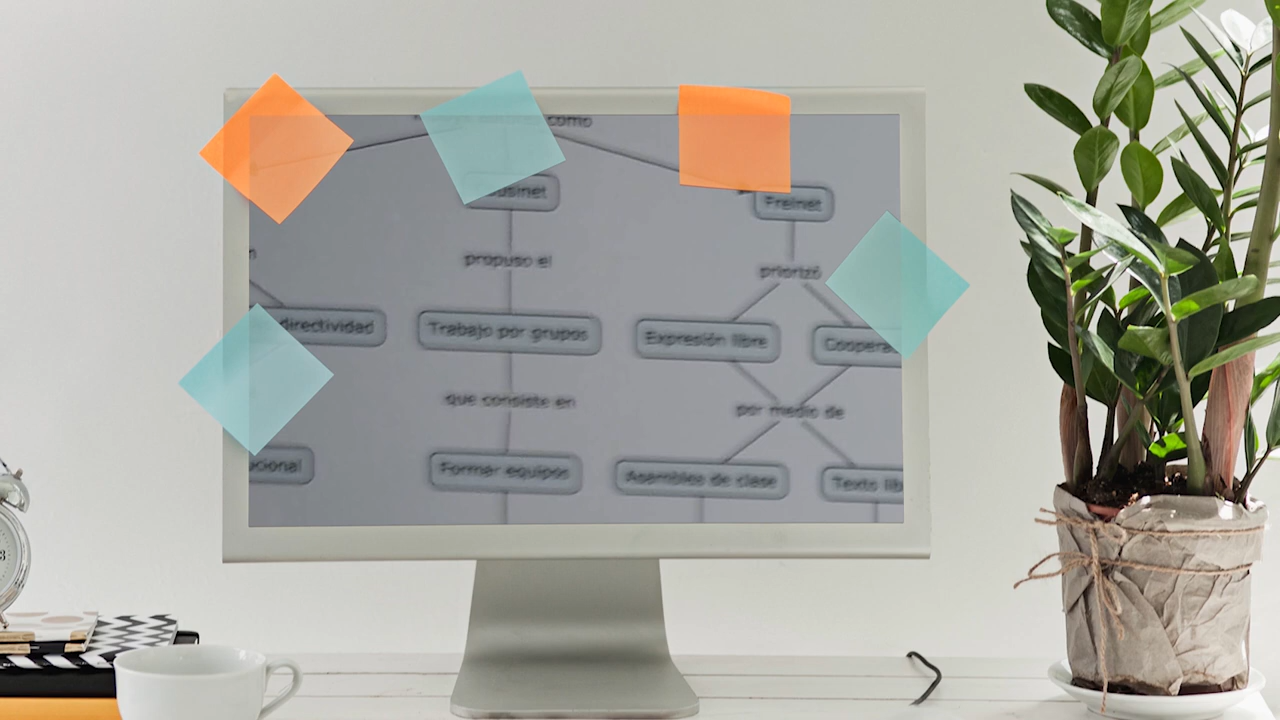 como
Freinet
propuso el
priorizó
directividad
Trabajo por grupos
Expresión libre
que consiste en
por medio de
Formar equipos
Asambleas de clase
Texto